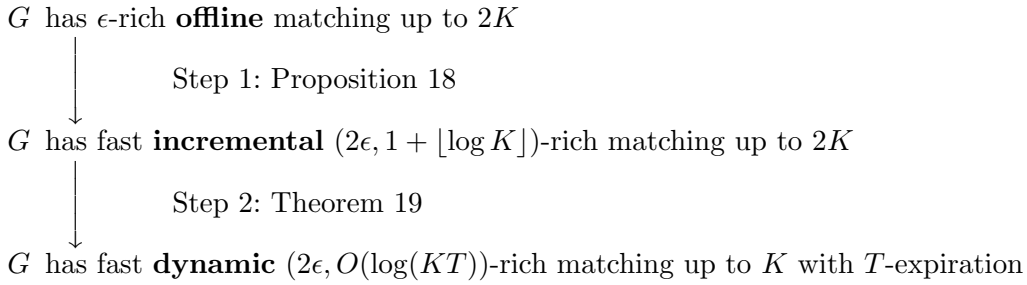 G has ϵ-rich offline matching up to 2K
Step 1: Proposition 18
G has fast incremental (2ϵ, 1 + ⌊log K⌋)-rich matching up to 2K
Step 2: Theorem 19
G has fast dynamic (2ϵ, O(log(KT))-rich matching up to K with T-expiration